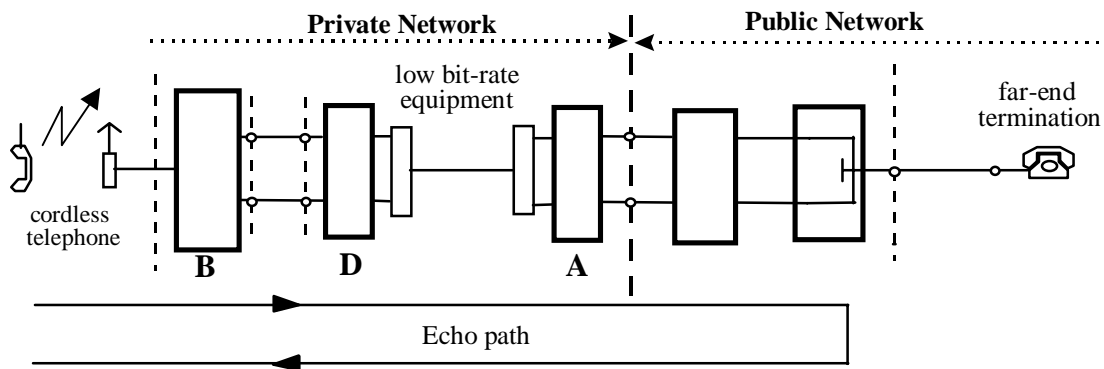 Private Network
Public Network
low bit-rate
equipment
far-end
termination
cordless
telephone
B
D
A
Echo path